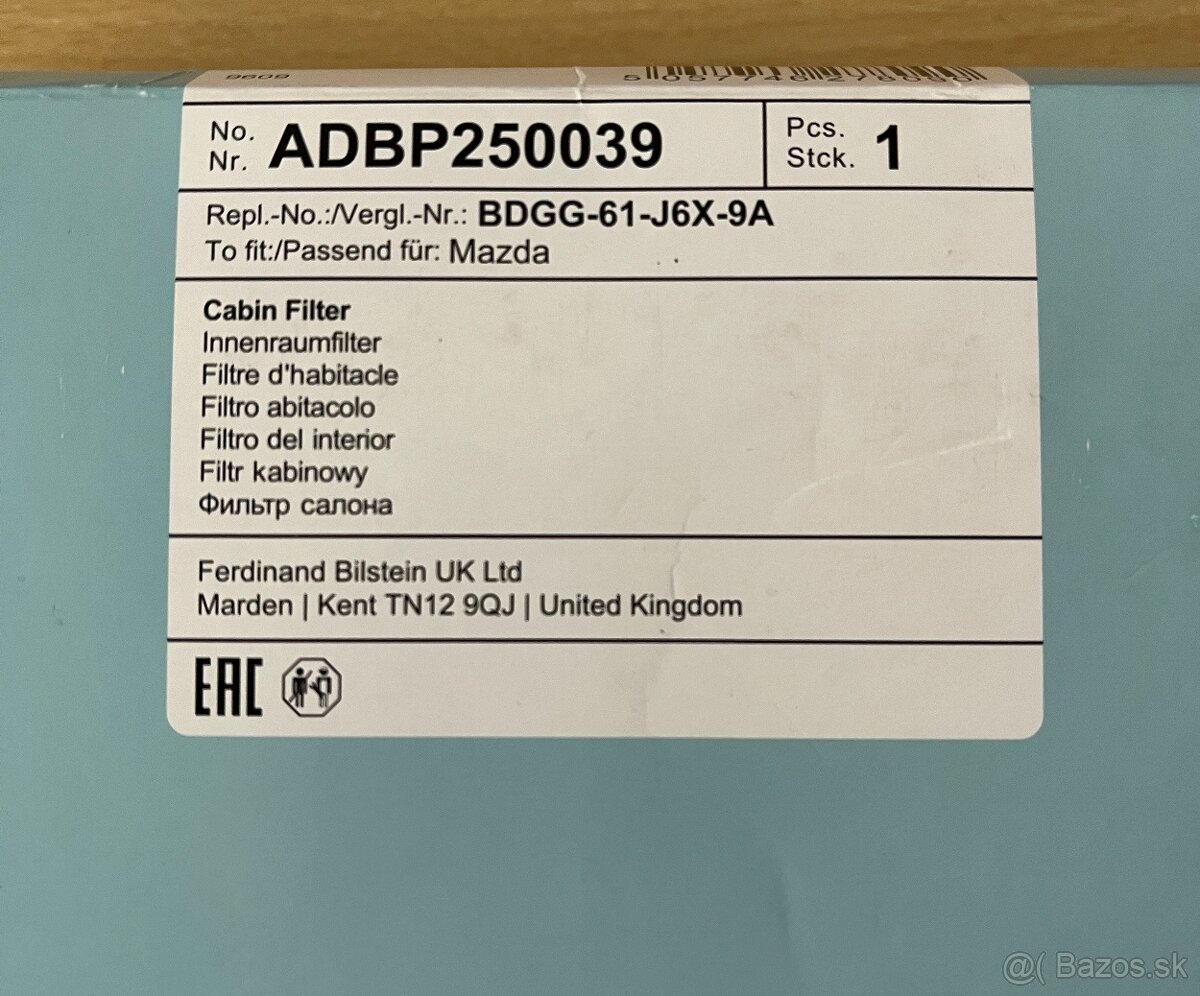 9609
No.
Nr. ADBP250039
Pcs.
Stck. 1
Repl.-No.:/Vergl.-Nr.: BDGG-61-J6X-9A
To fit:/Passend für: Mazda
Cabin Filter
Innenraumfilter
Filtre d'habitacle
Filtro abitacolo
Filtro del interior
Filtr kabinowy
Фильтр салона
Ferdinand Bilstein UK Ltd
Marden | Kent TN12 9QJ | United Kingdom
EAC
@( Bazos.sk